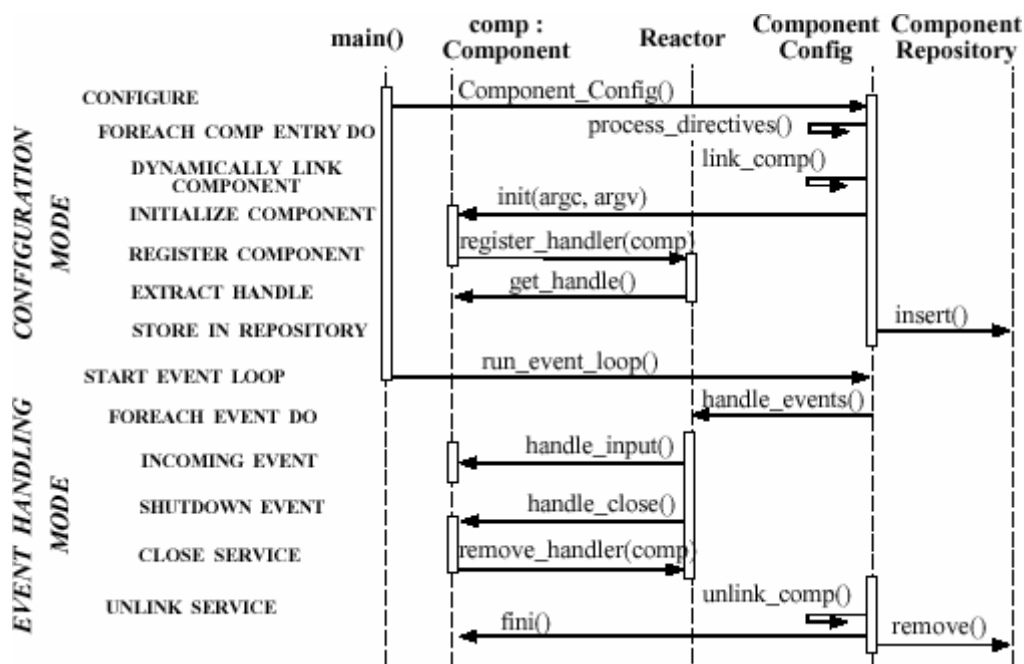 main()
comp :
Component
Reactor
Component
Config
Component
Repository
CONFIGURATION
MODE
CONFIGURE
Component_Config()
FOREACH COMP ENTRY DO
process_directives()
DYNAMICALLY LINK
COMPONENT
link_comp()
INITIALIZE COMPONENT
init(argc, argv)
REGISTER COMPONENT
register_handler(comp)
EXTRACT HANDLE
get_handle()
STORE IN REPOSITORY
insert()
EVENT HANDLING
MODE
START EVENT LOOP
run_event_loop()
FOREACH EVENT DO
handle_events()
INCOMING EVENT
handle_input()
SHUTDOWN EVENT
handle_close()
CLOSE SERVICE
remove_handler(comp)
UNLINK SERVICE
unlink_comp()
fini()
remove()